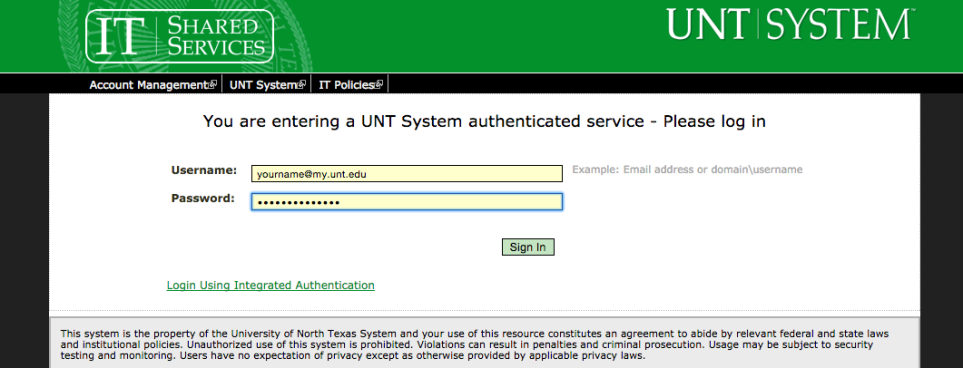 IT SHARED SERVICES
UNT SYSTEM™
Account Management UNT System IT Policies
You are entering a UNT System authenticated service - Please log in
Username: yourname@my.unt.edu Example: Email address or domain\username
Password: ••••••••••••••
Sign In
Login Using Integrated Authentication
This system is the property of the University of North Texas System and your use of this resource constitutes an agreement to abide by relevant federal and state laws
and institutional policies. Unauthorized use of this system is prohibited. Violations can result in penalties and criminal prosecution. Usage may be subject to security
testing and monitoring. Users have no expectation of privacy except as otherwise provided by applicable privacy laws.